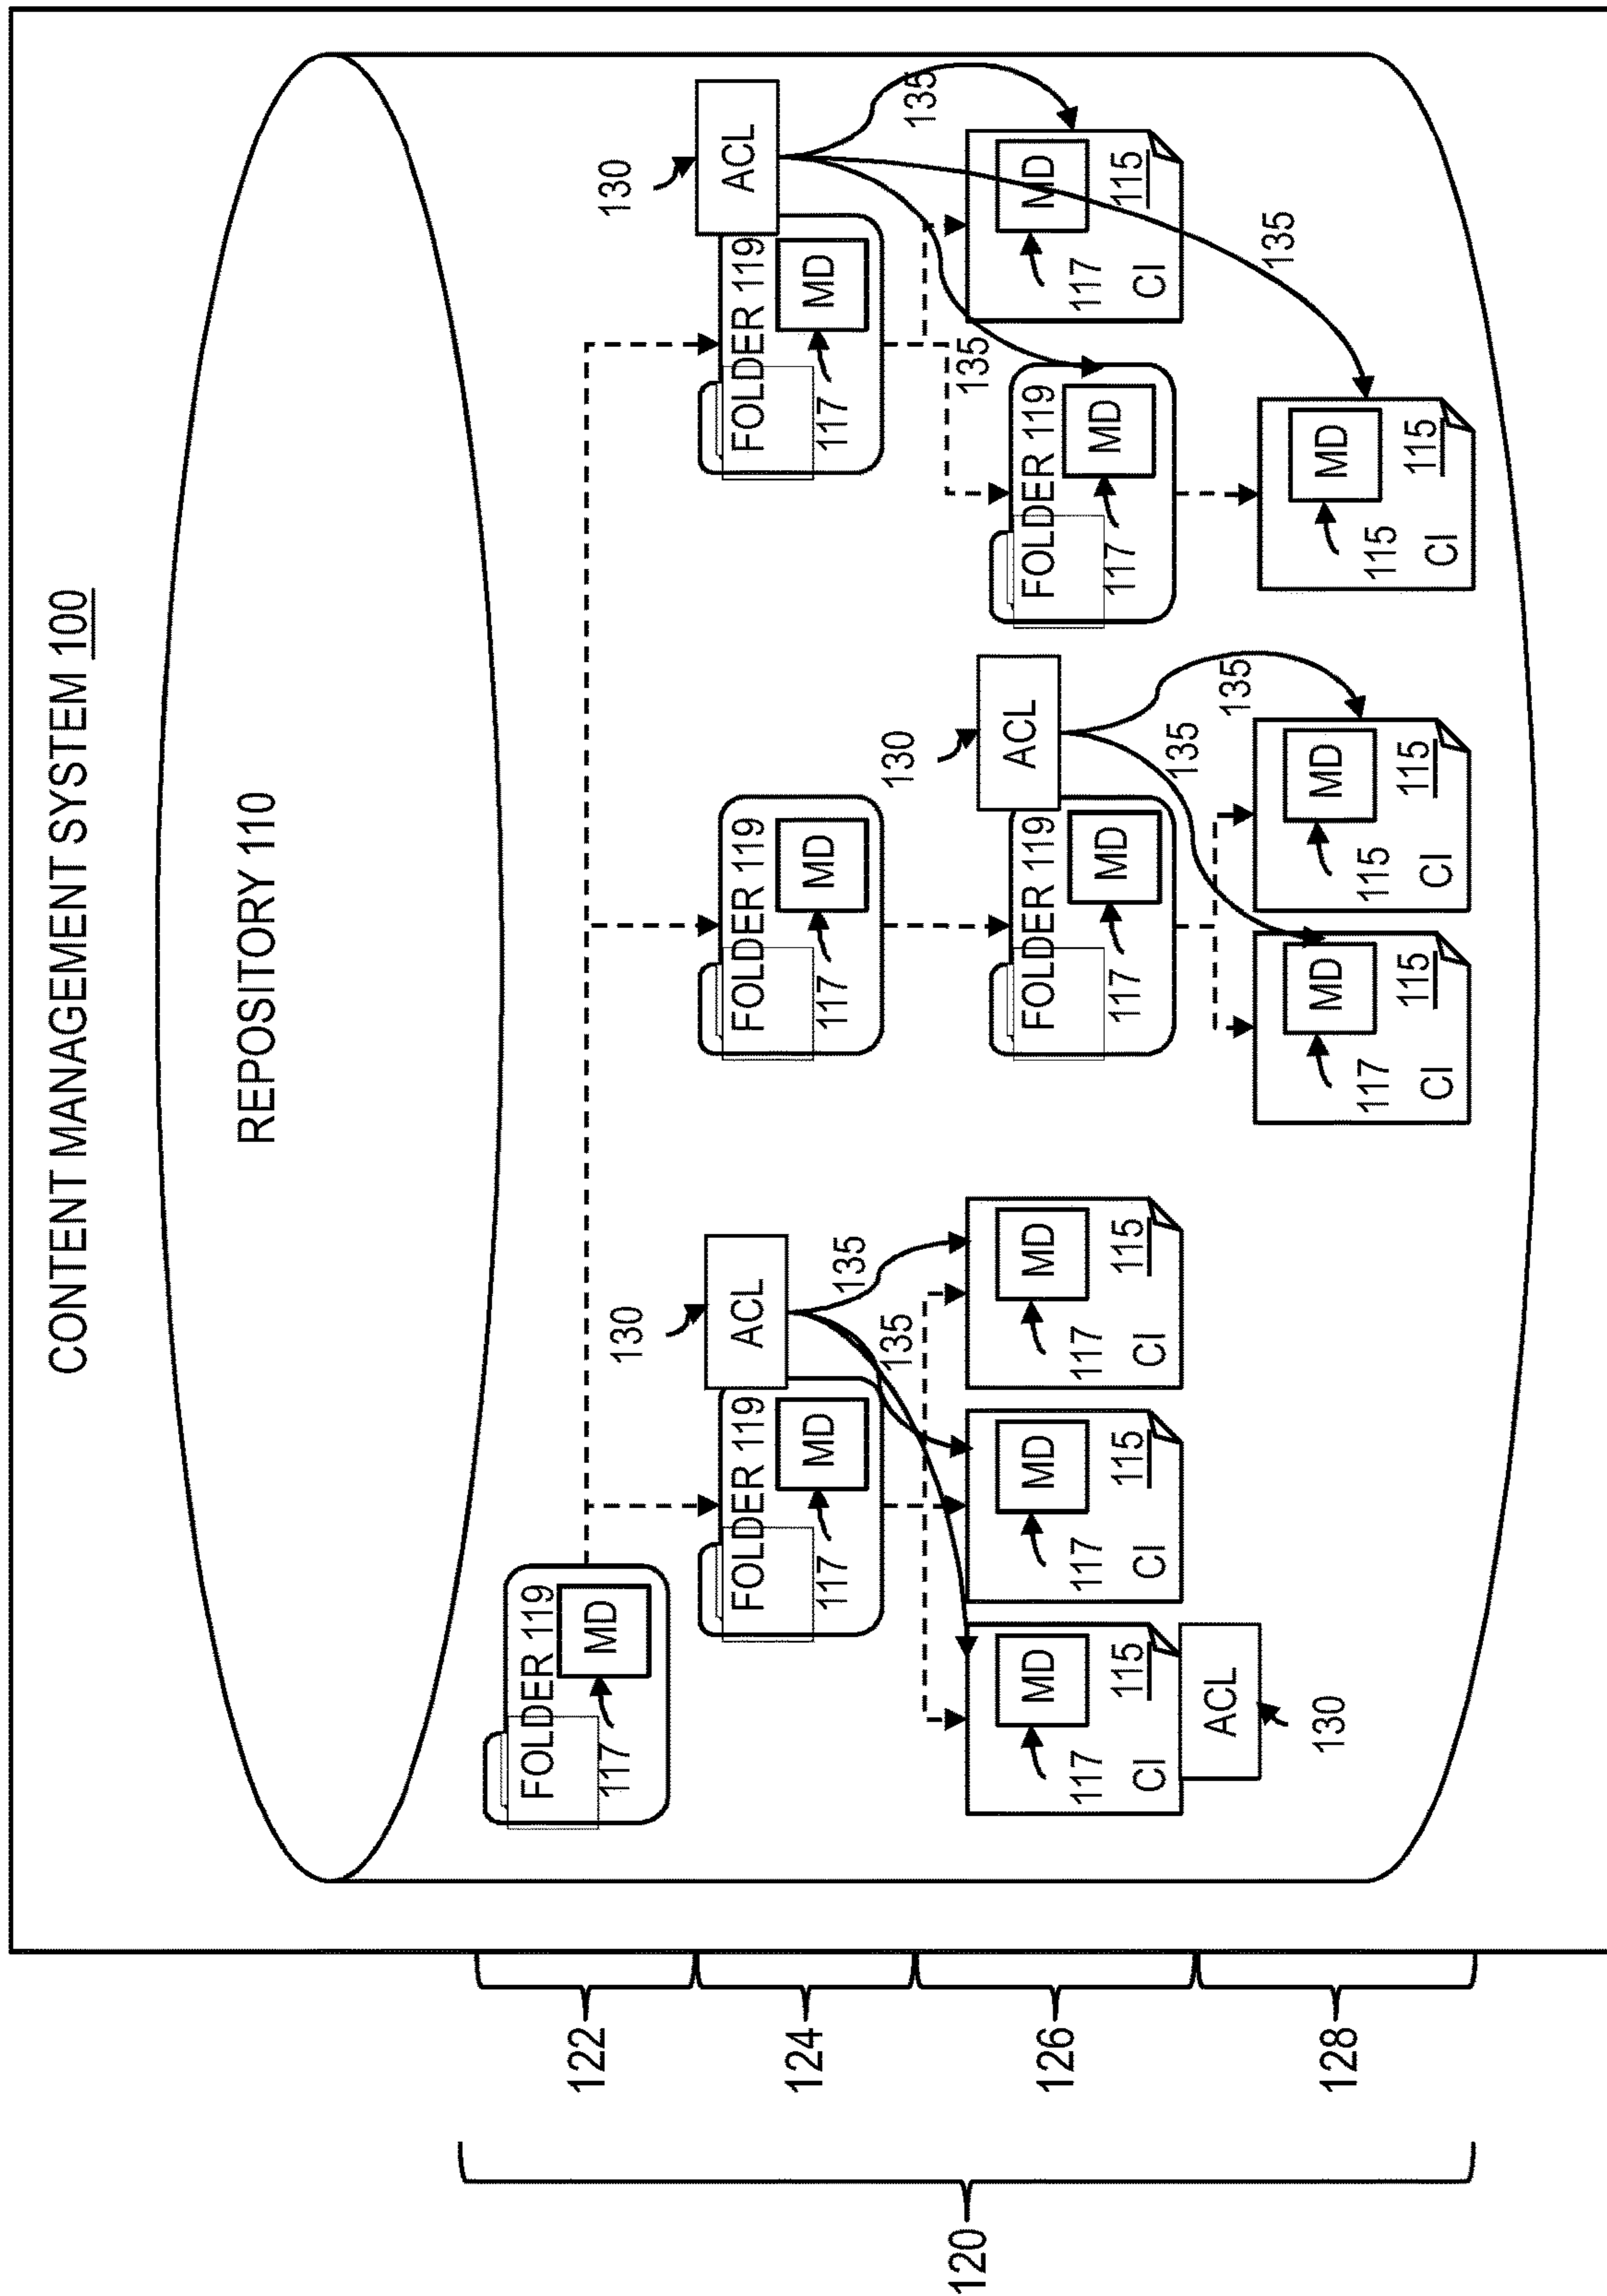 CONTENT MANAGEMENT SYSTEM 100
REPOSITORY 110
120
122
FOLDER 119
117
MD
124
FOLDER 119
117
MD
130
ACL
135
135
FOLDER 119
117
MD
FOLDER 119
117
MD
130
ACL
135
135
135
126
MD
117
CI
115
ACL
130
MD
117
CI
115
MD
117
CI
115
FOLDER 119
117
MD
130
ACL
135
135
FOLDER 119
117
MD
MD
117
CI
115
128
MD
117
CI
115
MD
115
CI
115
MD
115
CI
115